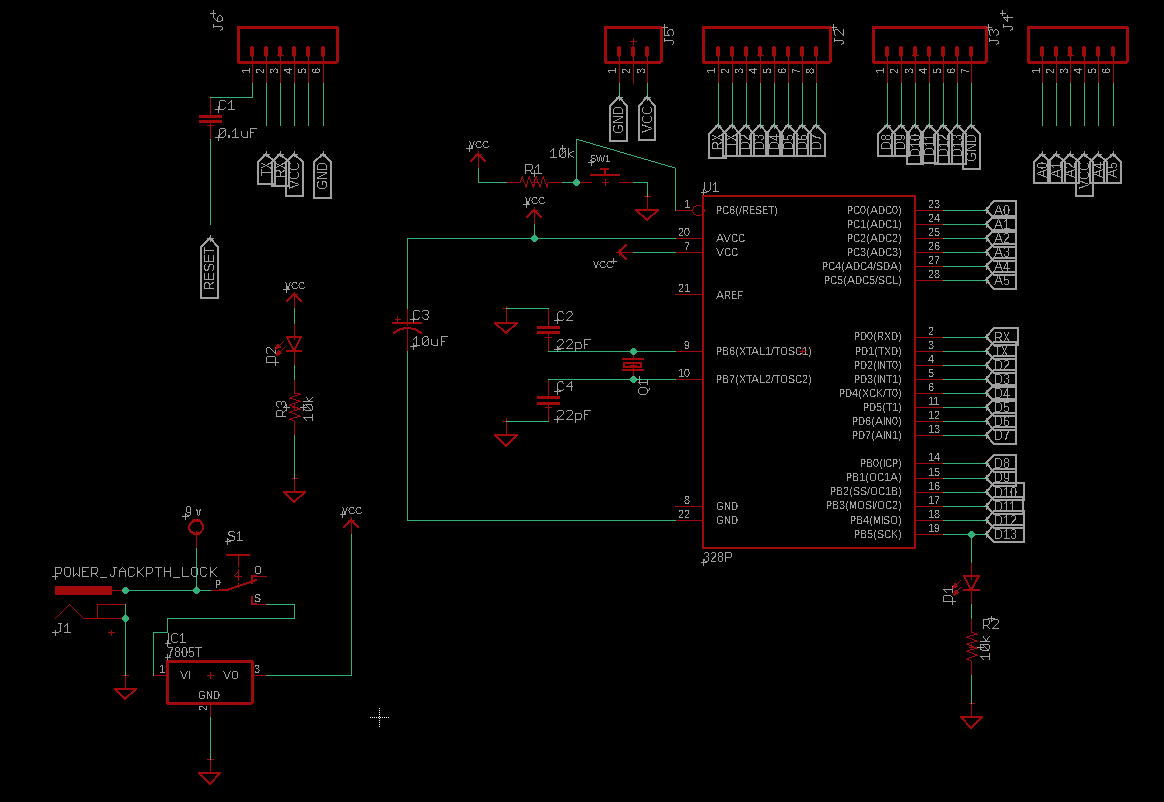 J6
1 2 3 4 5 6
C1
0.1uF
TX
RX
VCC
GND
RESET
J5
1 2 3
GND
VCC
J2
1 2 3 4 5 6 7 8
RX
TX
D2
D3
D4
D5
D6
D7
J3
1 2 3 4 5 6 7
D8
D9
D10
D11
D12
D13
GND
J4
1 2 3 4 5 6
A0
A1
A2
VCC
A4
A5
VCC
R1
10k
SW1
VCC
VCC
U1
1 PC6(/RESET)
20 AVCC
7 VCC
21 AREF
9 PB6(XTAL1/TOSC1)
10 PB7(XTAL2/TOSC2)
8 GND
22 GND
PC0(ADC0) 23 A0
PC1(ADC1) 24 A1
PC2(ADC2) 25 A2
PC3(ADC3) 26 A3
PC4(ADC4/SDA) 27 A4
PC5(ADC5/SCL) 28 A5
PD0(RXD) 2 RX
PD1(TXD) 3 TX
PD2(INT0) 4 D2
PD3(INT1) 5 D3
PD4(XCK/T0) 6 D4
PD5(T1) 11 D5
PD6(AIN0) 12 D6
PD7(AIN1) 13 D7
PB0(ICP) 14 D8
PB1(OC1A) 15 D9
PB2(SS/OC1B) 16 D10
PB3(MOSI/OC2) 17 D11
PB4(MISO) 18 D12
PB5(SCK) 19 D13
328P
C3
10uF
C2
22pF
C4
22pF
Q1
VCC
D2
R3
10k
9v
S1
P
O
S
POWER_JACKPTH_LOCK
J1
IC1
7805T
1 VI VO 3
GND
2
VCC
D1
R2
10k